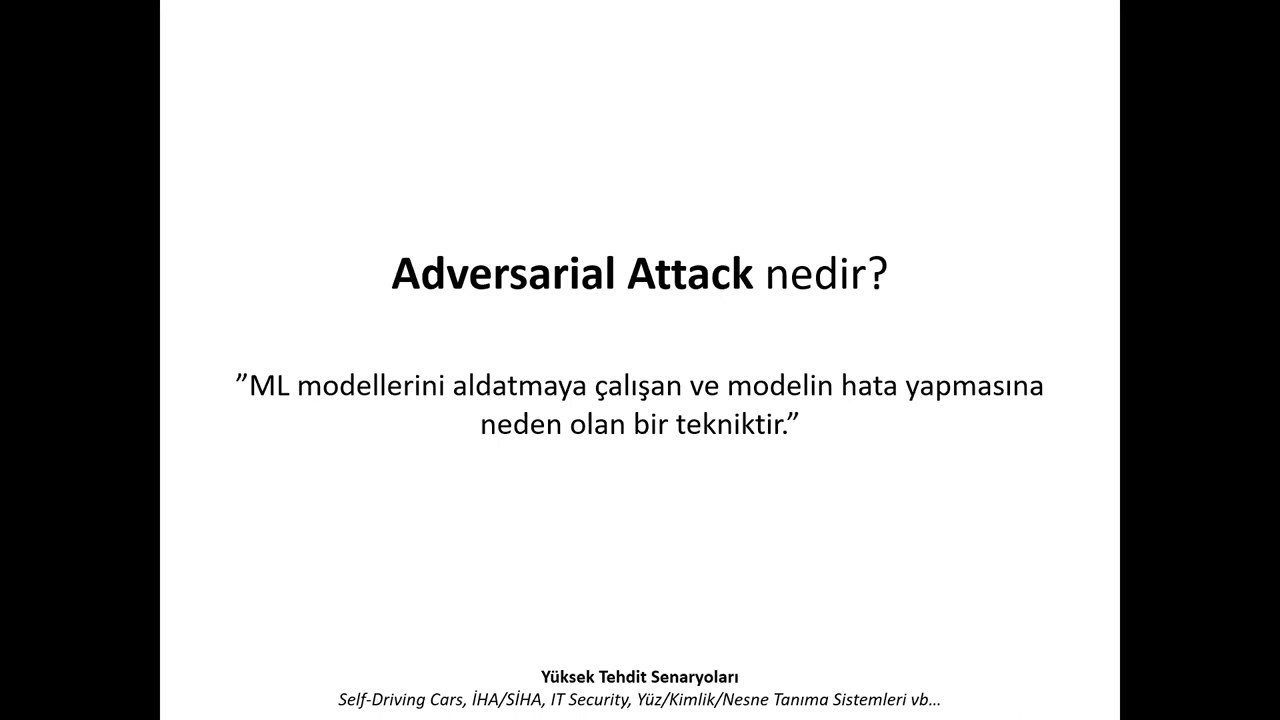 Adversarial Attack nedir?
”ML modellerini aldatmaya çalışan ve modelin hata yapmasına
neden olan bir tekniktir.”
Yüksek Tehdit Senaryoları
Self-Driving Cars, İHA/SİHA, IT Security, Yüz/Kimlik/Nesne Tanıma Sistemleri vb…